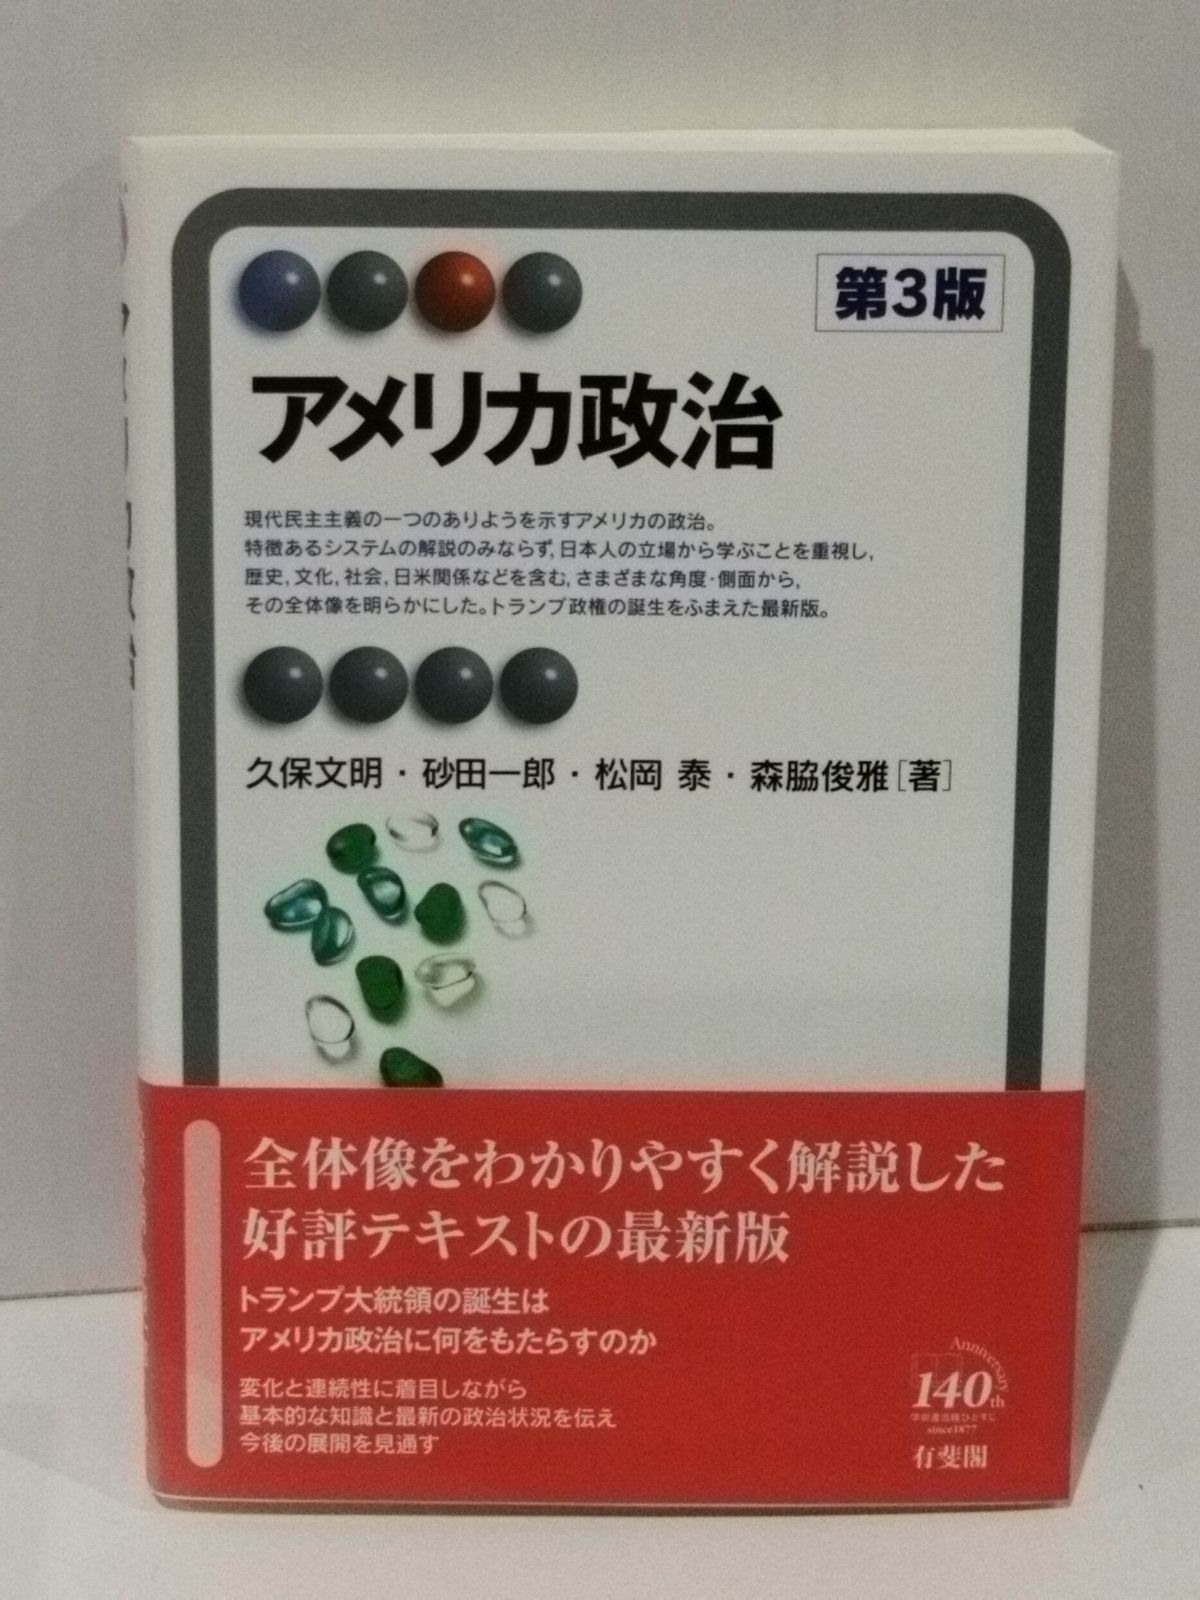 第3版
アメリカ政治
現代民主主義の一つのありようを示すアメリカの政治。
特徴あるシステムの解説のみならず,日本人の立場から学ぶことを重視し,
歴史,文化,社会,日米関係などを含む,さまざまな角度・側面から,
その全体像を明らかにした。トランプ政権の誕生をふまえた最新版。
久保文明・砂田一郎・松岡 泰・森脇俊雅[著]
全体像をわかりやすく解説した
好評テキストの最新版
トランプ大統領の誕生は
アメリカ政治に何をもたらすのか
変化と連続性に着目しながら
基本的な知識と最新の政治状況を伝え
今後の展開を見通す
Anniversary
140th
学術書出版ひとすじ
since1877
有斐閣